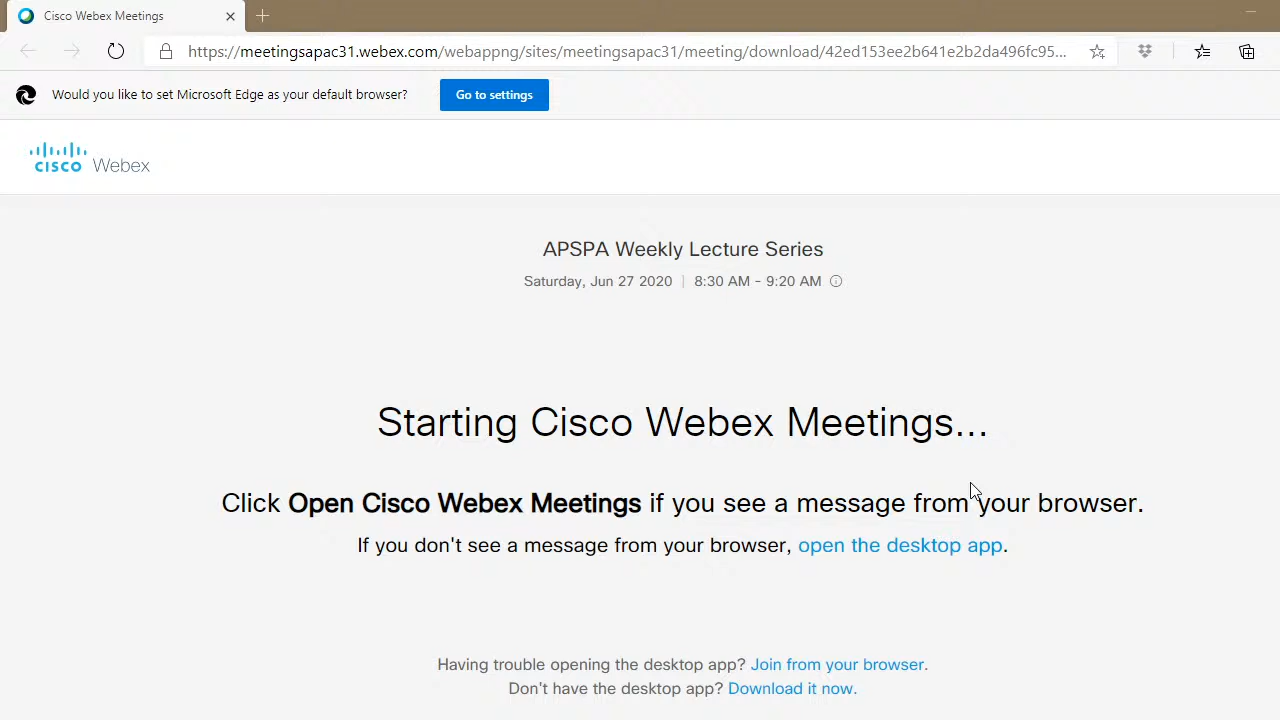 Cisco Webex Meetings
https://meetingsapac31.webex.com/webappng/sites/meetingsapac31/meeting/download/42ed153ee2b641e2b2da496fc95...
Would you like to set Microsoft Edge as your default browser? Go to settings
CISCO Webex
APSPA Weekly Lecture Series
Saturday, Jun 27 2020 | 8:30 AM - 9:20 AM
Starting Cisco Webex Meetings...
Click Open Cisco Webex Meetings if you see a message from your browser.
If you don't see a message from your browser, open the desktop app.
Having trouble opening the desktop app? Join from your browser.
Don't have the desktop app? Download it now.